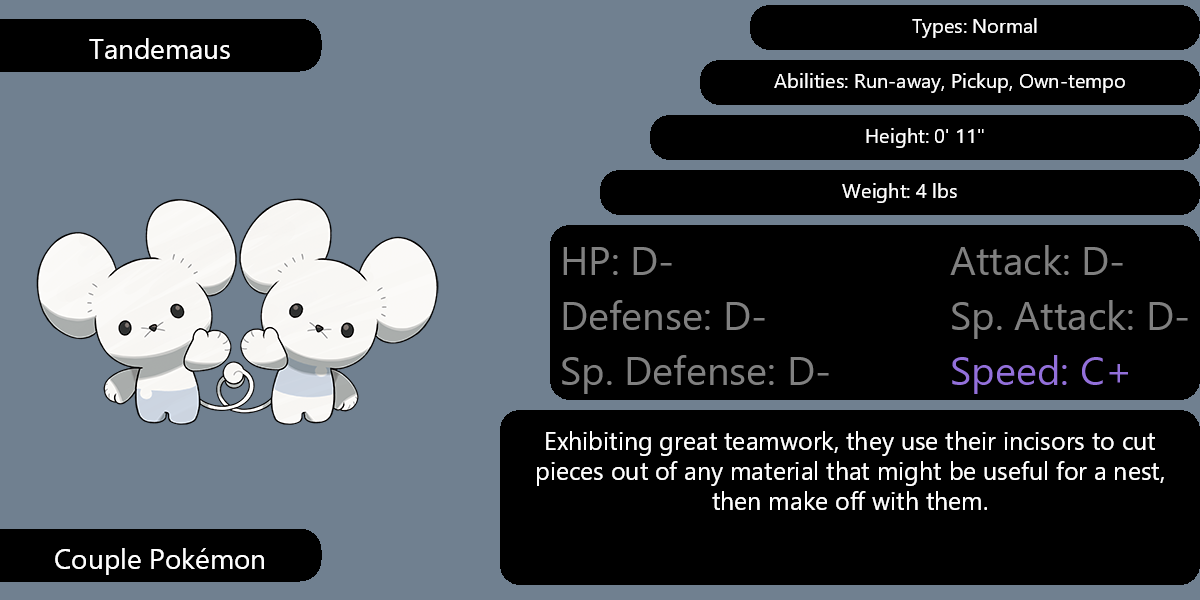 Tandemaus
Types: Normal
Abilities: Run-away, Pickup, Own-tempo
Height: 0' 11"
Weight: 4 lbs
HP: D-
Attack: D-
Defense: D-
Sp. Attack: D-
Sp. Defense: D-
Speed: C+
Exhibiting great teamwork, they use their incisors to cut
pieces out of any material that might be useful for a nest,
then make off with them.
Couple Pokémon